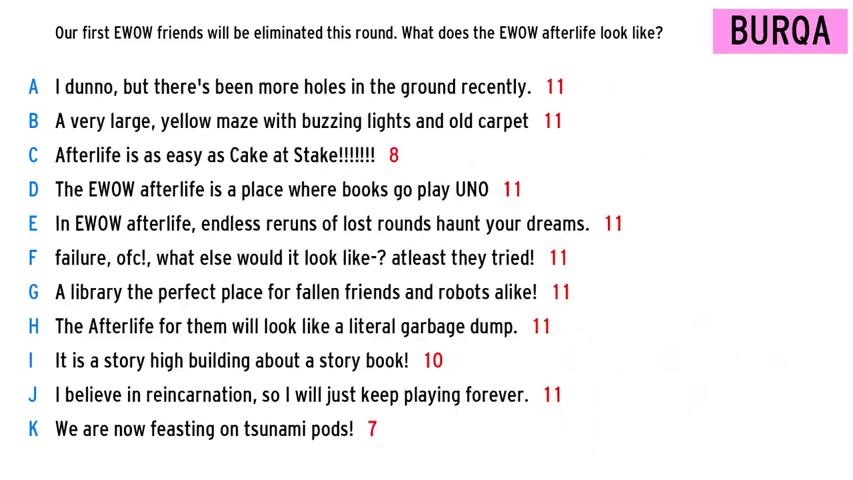 Our first EWOW friends will be eliminated this round. What does the EWOW afterlife look like?
BURQA
A I dunno, but there's been more holes in the ground recently. 11
B A very large, yellow maze with buzzing lights and old carpet 11
C Afterlife is as easy as Cake at Stake!!!!!!! 8
D The EWOW afterlife is a place where books go play UNO 11
E In EWOW afterlife, endless reruns of lost rounds haunt your dreams. 11
F failure, ofc!, what else would it look like-? atleast they tried! 11
G A library the perfect place for fallen friends and robots alike! 11
H The Afterlife for them will look like a literal garbage dump. 11
I It is a story high building about a story book! 10
J I believe in reincarnation, so I will just keep playing forever. 11
K We are now feasting on tsunami pods! 7